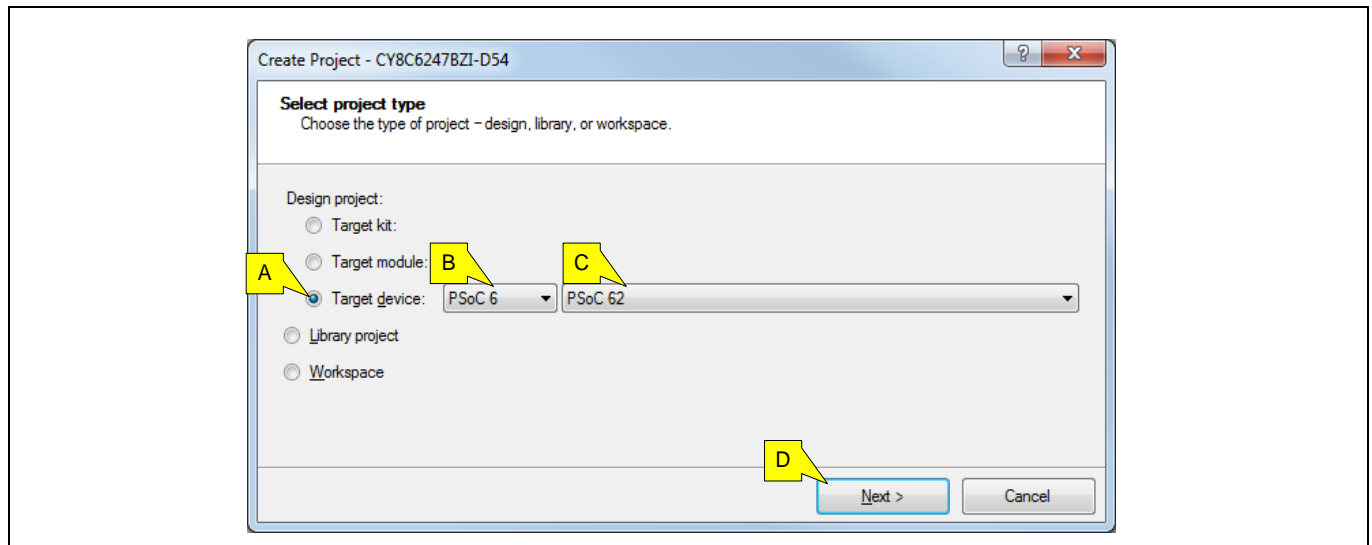 Create Project - CY8C6247BZI-D54
Select project type
Choose the type of project - design, library, or workspace.
Design project:
Target kit:
Target module:
B
C
A
Target device: PSoC 6 PSoC 62
Library project
Workspace
D
Next > Cancel